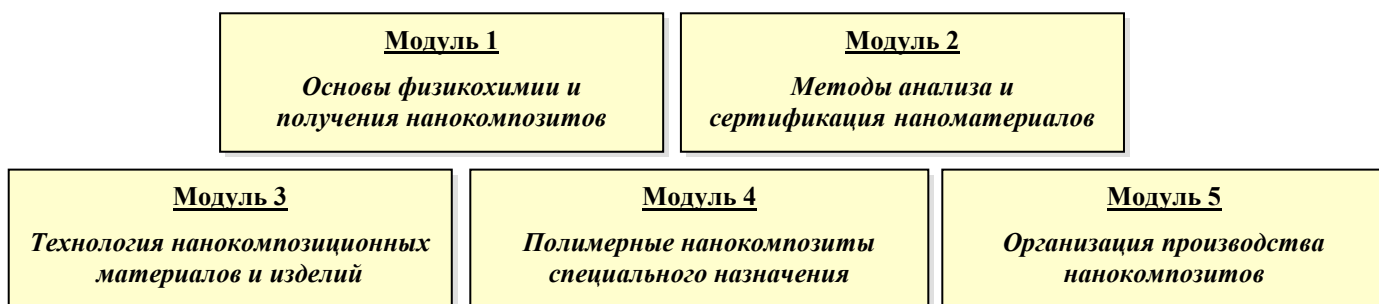 Модуль 1
Основы физикохимии и
получения нанокомпозитов
Модуль 2
Методы анализа и
сертификация наноматериалов
Модуль 3
Технология нанокомпозиционных
материалов и изделий
Модуль 4
Полимерные нанокомпозиты
специального назначения
Модуль 5
Организация производства
нанокомпозитов